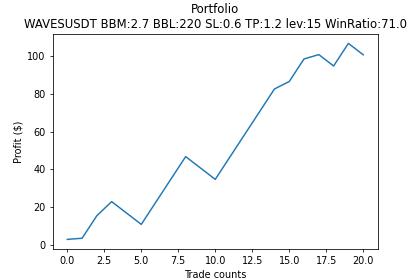 Portfolio
WAVESUSDT BBM:2.7 BBL:220 SL:0.6 TP:1.2 lev:15 WinRatio:71.0
100
80
60
40
20
0
Profit ($)
0.0 2.5 5.0 7.5 10.0 12.5 15.0 17.5 20.0
Trade counts